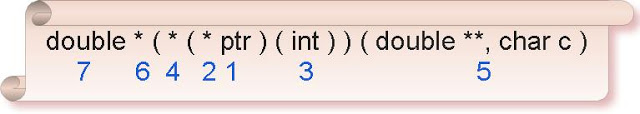 double * ( * ( * ptr ) ( int ) ) ( double **, char c )
7 6 4 2 1 3 5